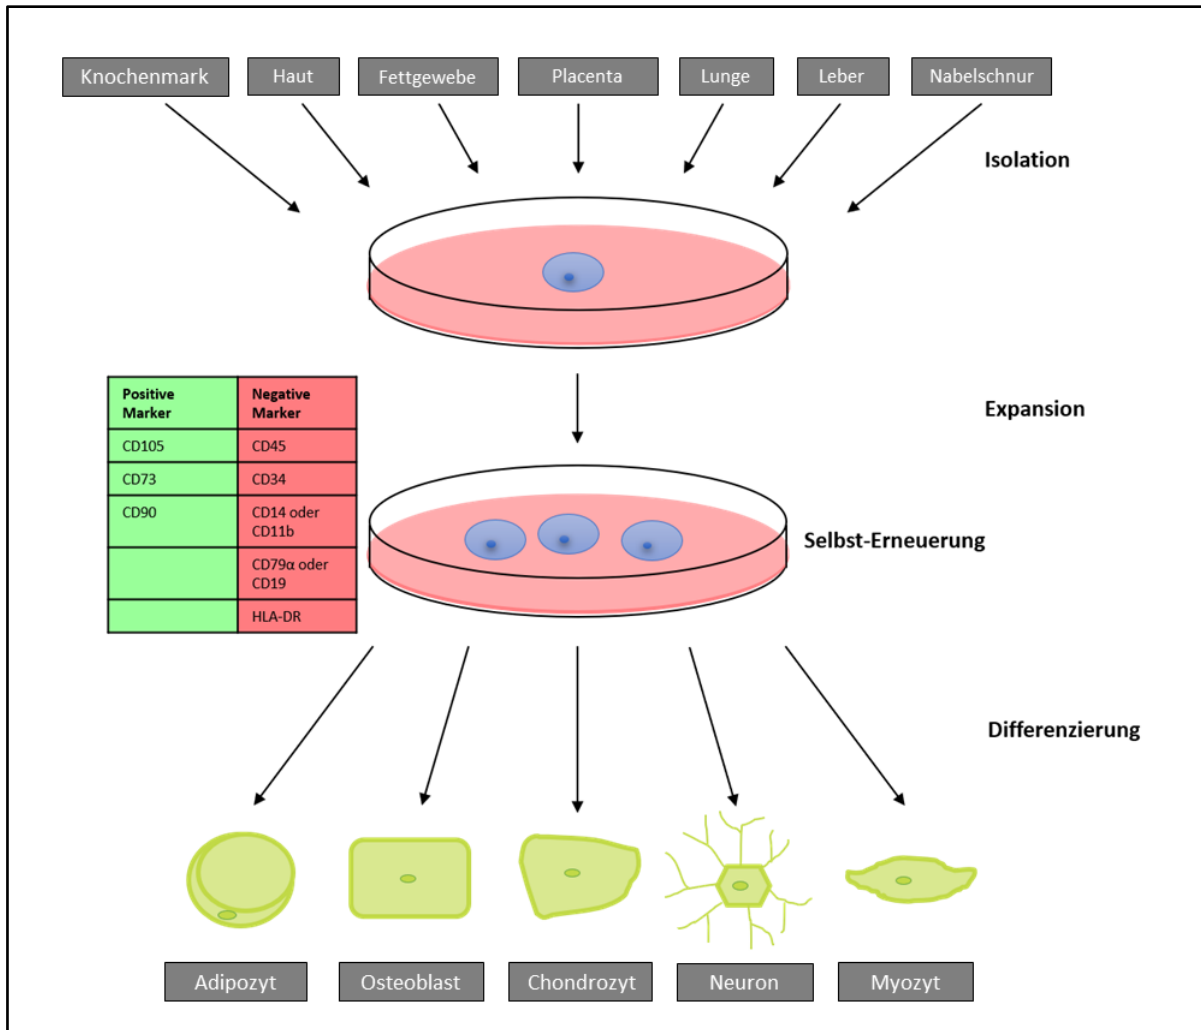 Knochenmark
Haut
Fettgewebe
Placenta
Lunge
Leber
Nabelschnur
Isolation
Expansion
Positive
Marker
Negative
Marker
CD105
CD45
CD73
CD34
CD90
CD14 oder
CD11b
CD79α oder
CD19
HLA-DR
Selbst-Erneuerung
Differenzierung
Adipozyt
Osteoblast
Chondrozyt
Neuron
Myozyt